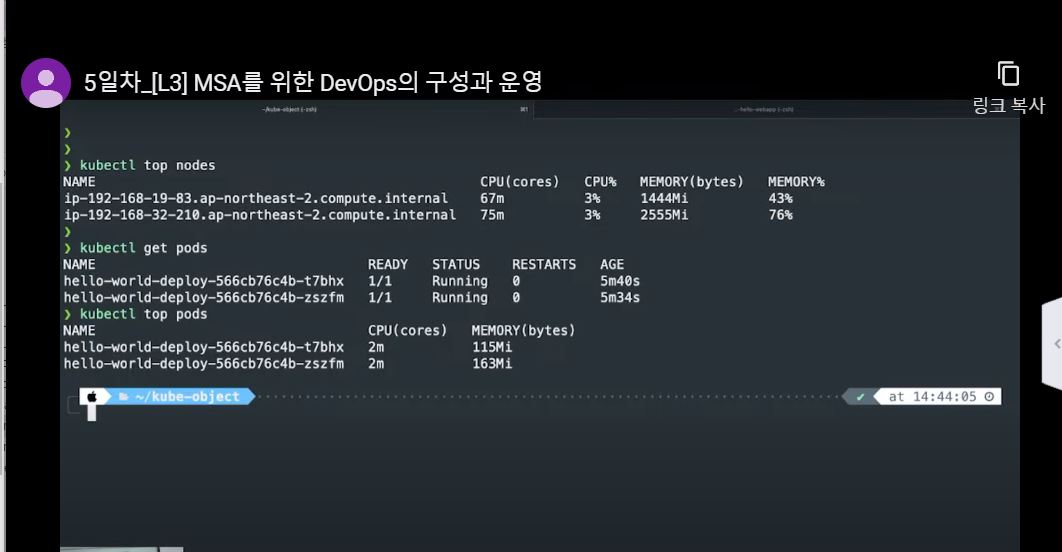 5일차_[L3] MSA를 위한 DevOps의 구성과 운영
링크 복사
~/kube-object (-zsh) ⌘1 ..-hello-webapp (-zsh)
❯
❯
❯ kubectl top nodes
NAME CPU(cores) CPU% MEMORY(bytes) MEMORY%
ip-192-168-19-83.ap-northeast-2.compute.internal 67m 3% 1444Mi 43%
ip-192-168-32-210.ap-northeast-2.compute.internal 75m 3% 2555Mi 76%
❯
❯ kubectl get pods
NAME READY STATUS RESTARTS AGE
hello-world-deploy-566cb76c4b-t7bhx 1/1 Running 0 5m40s
hello-world-deploy-566cb76c4b-zszfm 1/1 Running 0 5m34s
❯ kubectl top pods
NAME CPU(cores) MEMORY(bytes)
hello-world-deploy-566cb76c4b-t7bhx 2m 115Mi
hello-world-deploy-566cb76c4b-zszfm 2m 163Mi
~/kube-object ✔ at 14:44:05